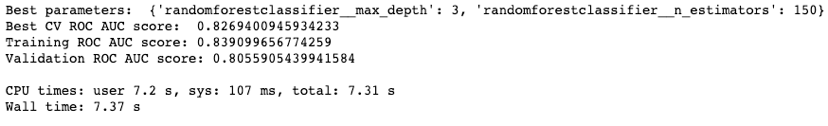 Best parameters:  {'randomforestclassifier__max_depth': 3, 'randomforestclassifier__n_estimators': 150}
Best CV ROC AUC score:  0.8269400945934233
Training ROC AUC score: 0.839099656774259
Validation ROC AUC score: 0.8055905439941584

CPU times: user 7.2 s, sys: 107 ms, total: 7.31 s
Wall time: 7.37 s